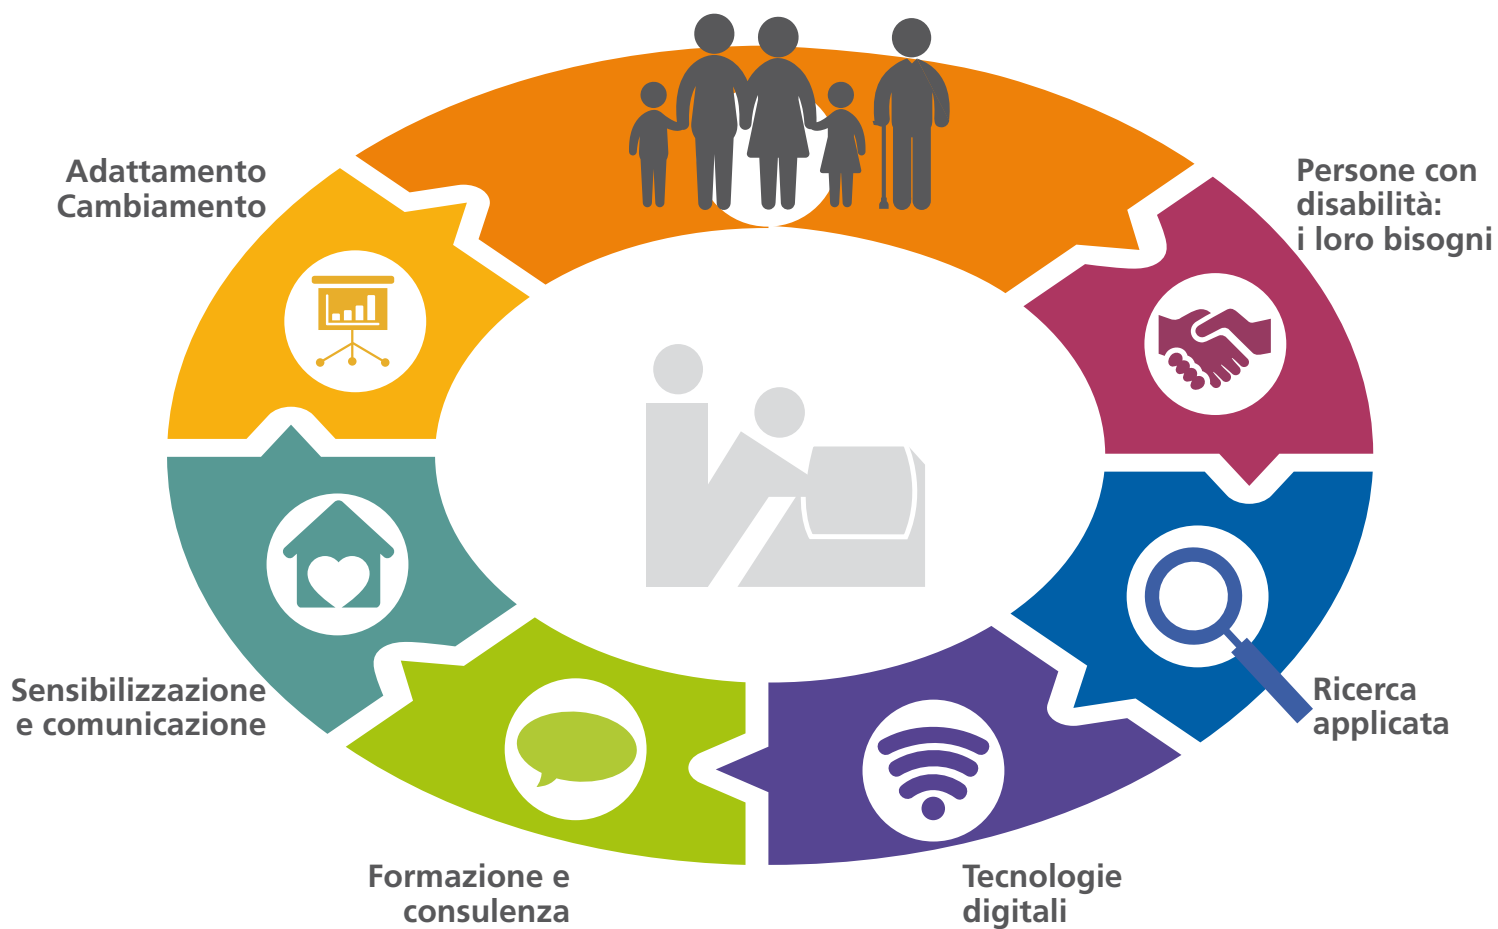 Adattamento
Cambiamento
Persone con
disabilità:
i loro bisogni
Ricerca
applicata
Tecnologie
digitali
Formazione e
consulenza
Sensibilizzazione
e comunicazione